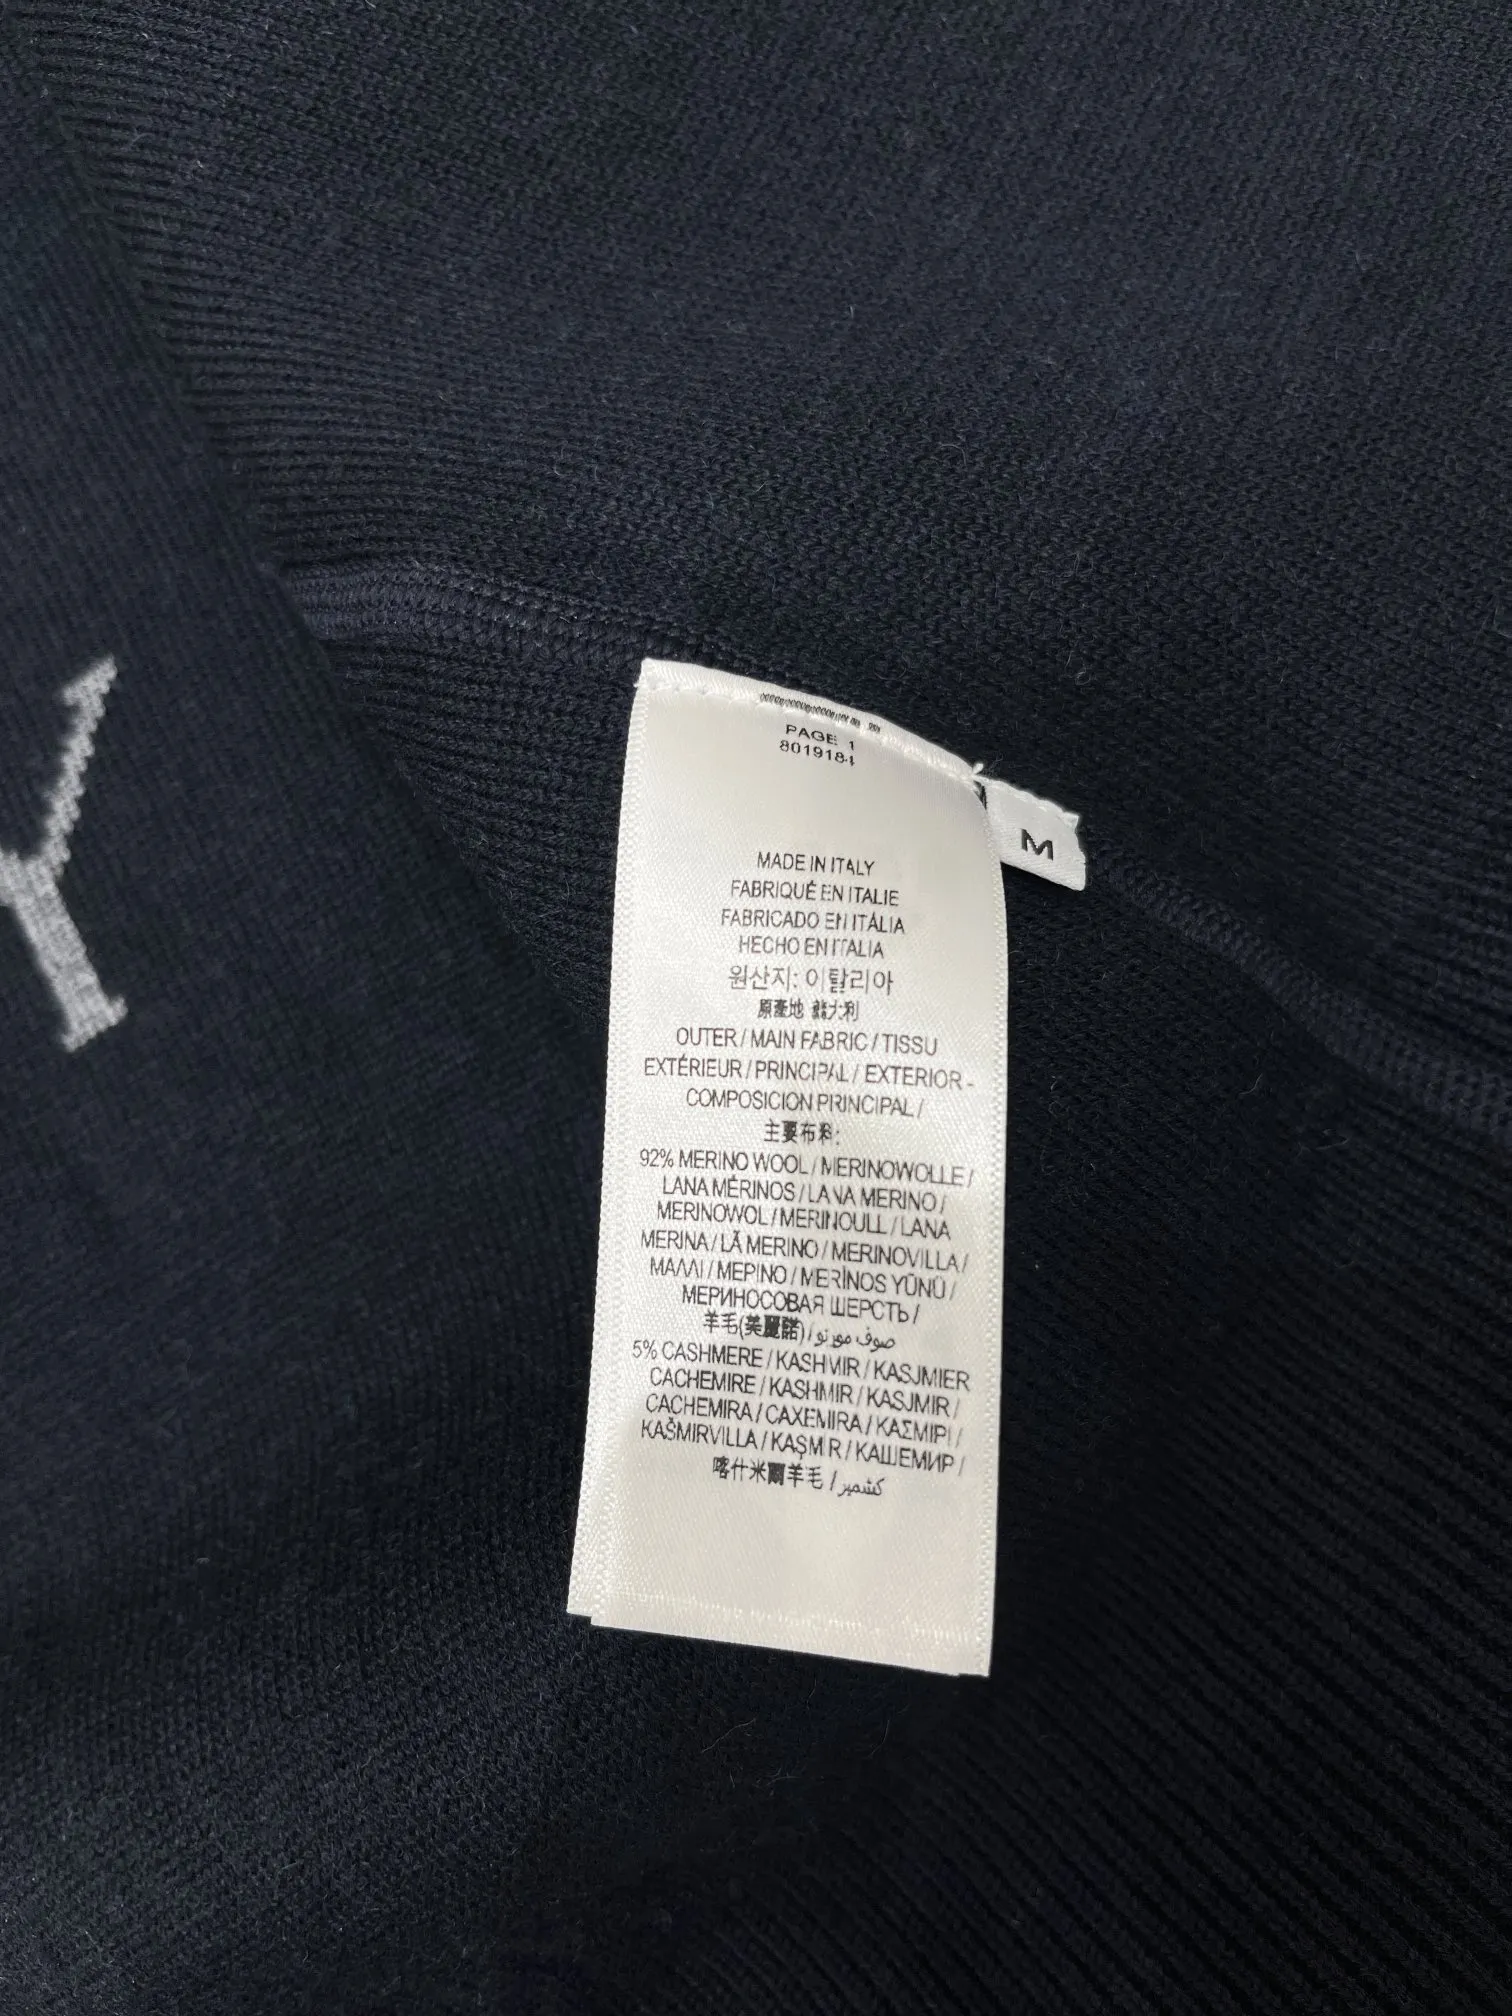 Y
PAGE 1
8019184
M
MADE IN ITALY
FABRIQUÉ EN ITALIE
FABRICADO EN ITÁLIA
HECHO EN ITALIA
원산지: 이탈리아
原產地 義大利
OUTER / MAIN FABRIC / TISSU
EXTÉRIEUR / PRINCIPAL / EXTERIOR -
COMPOSICION PRINCIPAL /
主要布料:
92% MERINO WOOL / MERINOWOLLE /
LANA MÉRINOS / LANA MERINO /
MERINOWOL / MERINOULL / LANA
MERINA / LÃ MERINO / MERINOVILLA /
ΜΑΛΛΙ / ΜΕΡΙΝΟ / MERİNOS YÜNÜ /
МЕРИНОСОВАЯ ШЕРСТЬ /
羊毛(美麗諾) / صوف مورنو
5% CASHMERE / KASHMIR / KASJMIER
CACHEMIRE / KASHMIR / KASJMIR /
CACHEMIRA / CAXEMIRA / ΚΑΣΜΙΡΙ /
KAŠMIRVILLA / KAŞMIR / КАШЕМИР /
喀什米爾羊毛 / كشمير